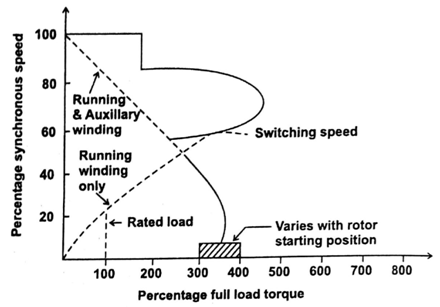 Percentage synchronous speed
100
80
60
40
20
Running
& Auxillary
winding
Running
winding
only
Rated load
Switching speed
Varies with rotor
starting position
100
200
300
400
500
600
700
800
Percentage full load torque